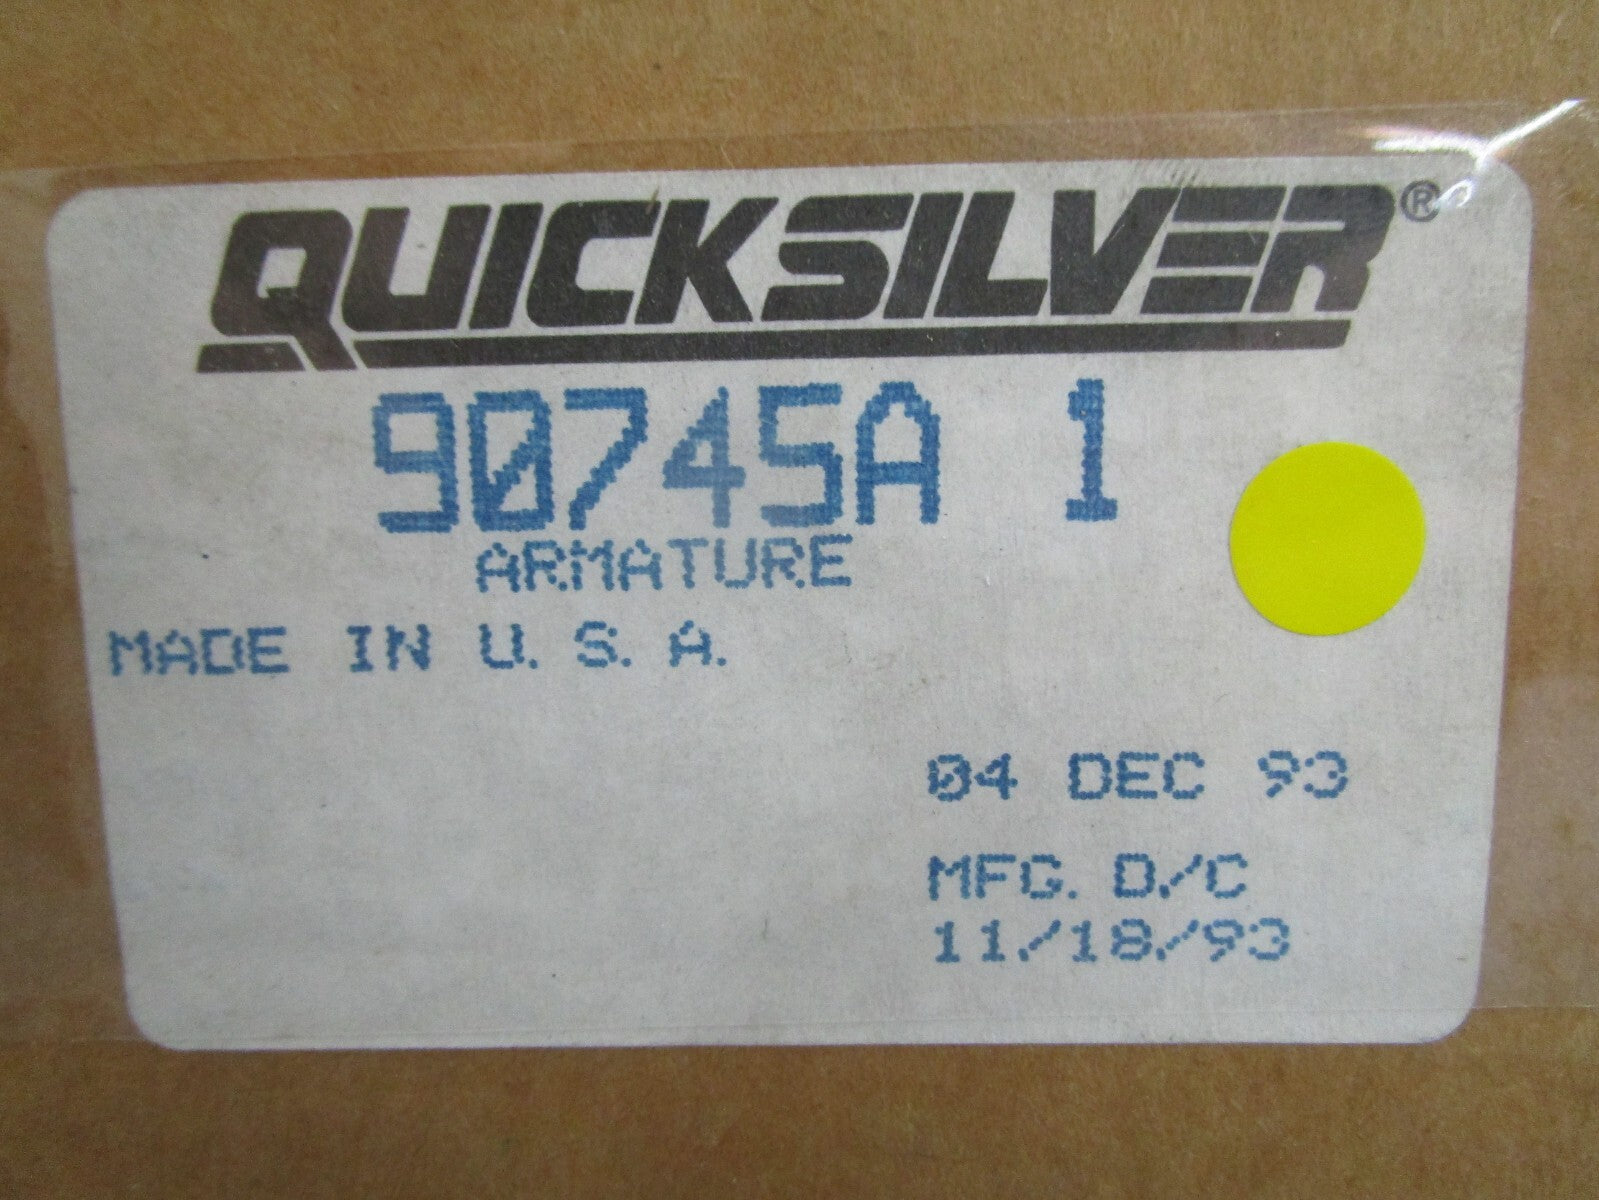 QUICKSILVER®
90745A 1
ARMATURE
MADE IN U. S. A.
04 DEC 93
MFG. D/C
11/18/93